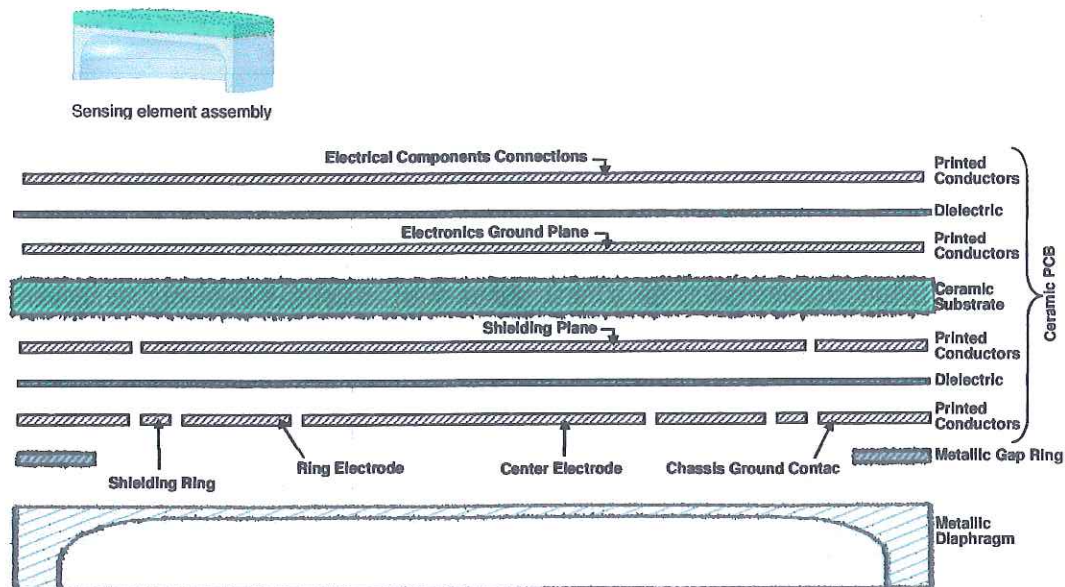 Sensing element assembly
Electrical Components Connections
Printed
Conductors
Dielectric
Electronics Ground Plane
Printed
Conductors
Ceramic
Substrate
Shielding Plane
Printed
Conductors
Dielectric
Printed
Conductors
Ceramic PCB
Shielding Ring
Ring Electrode
Center Electrode
Chassis Ground Contac
Metallic Gap Ring
Metallic
Diaphragm